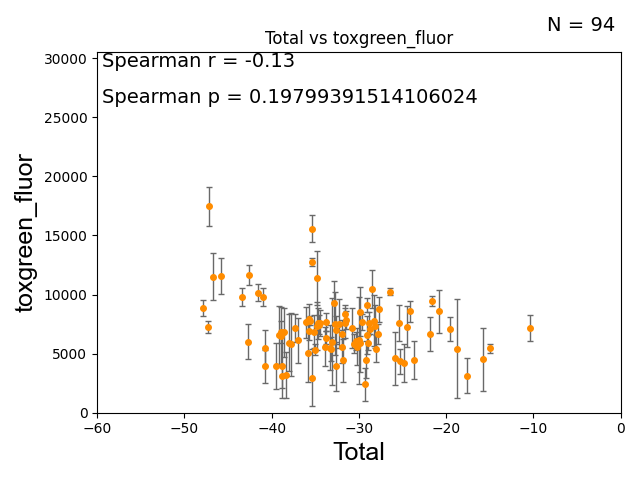 N = 94
Total vs toxgreen_fluor
Spearman r = -0.13
Spearman p = 0.19799391514106024
30000
25000
20000
15000
10000
5000
0
toxgreen_fluor
−60 −50 −40 −30 −20 −10 0
Total